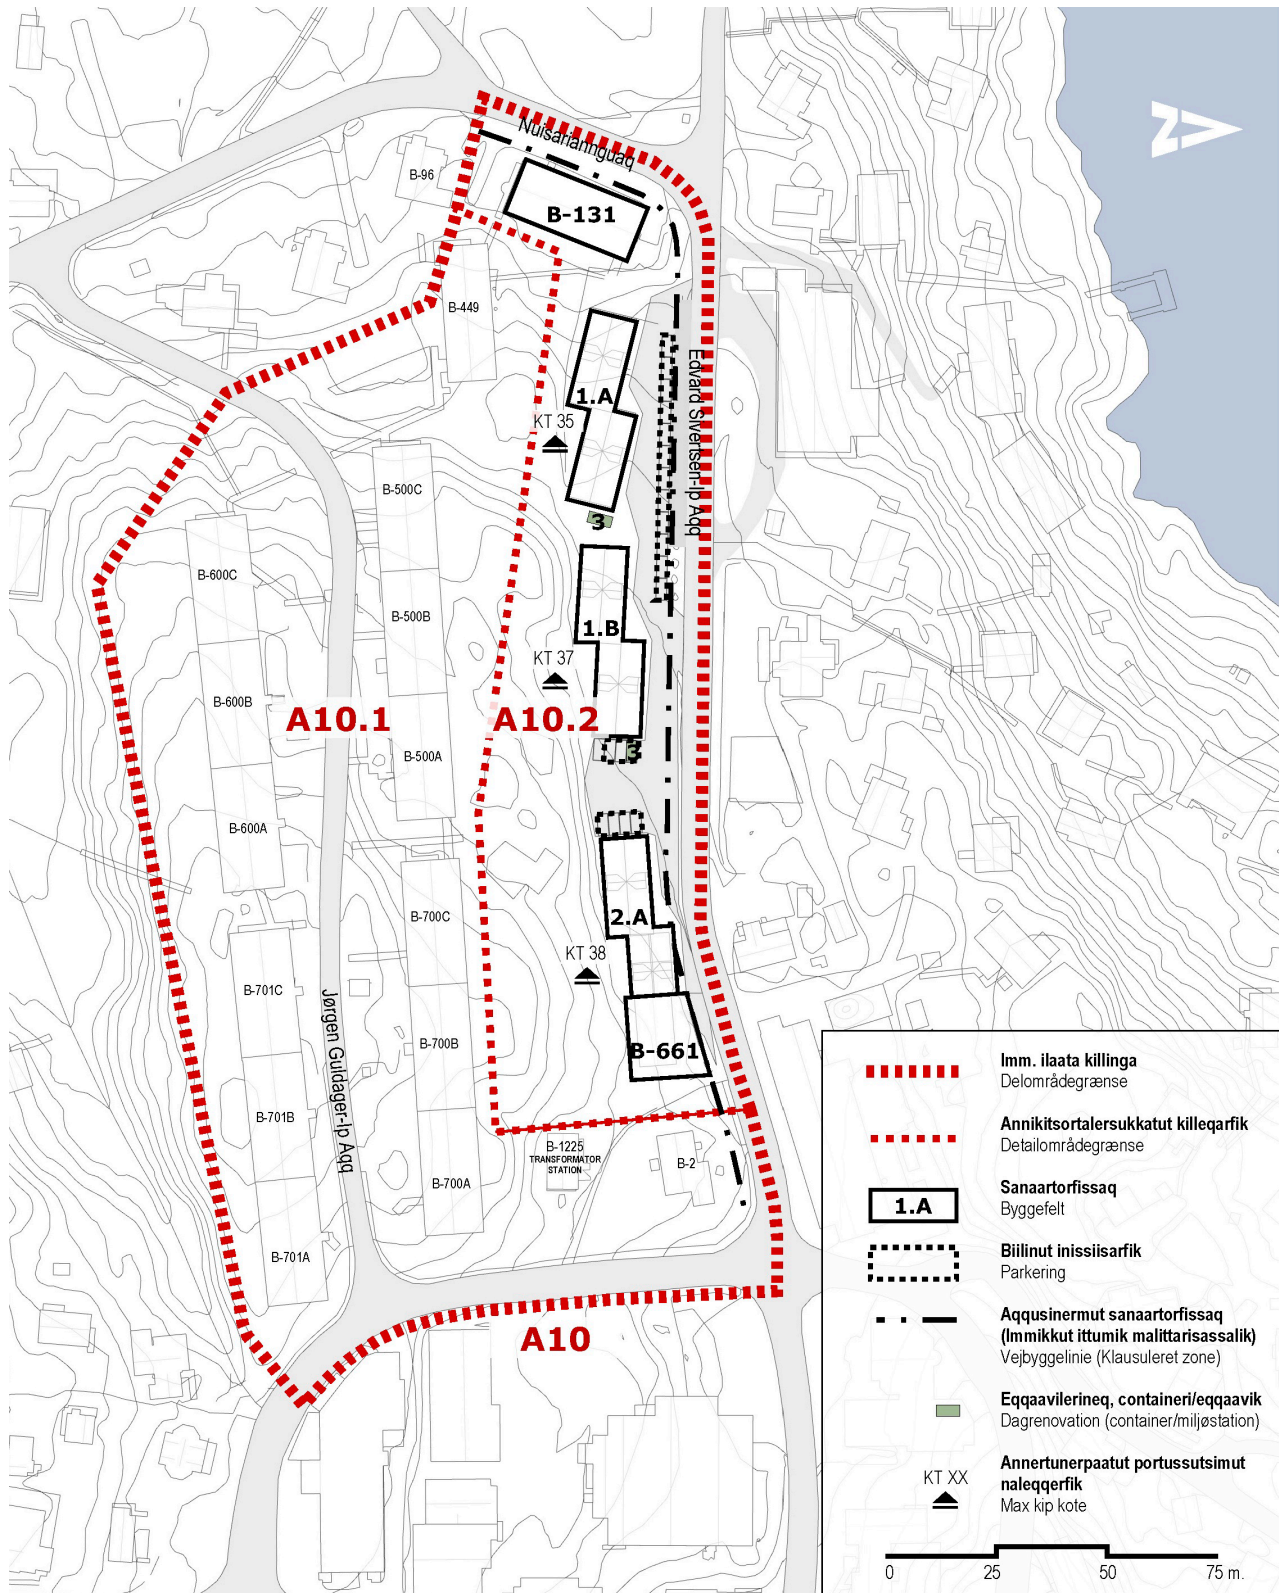 Nuisariannguaq
B-96
B-131
B-449
Edvard Sivertsen-Ip Aqq
1.A
KT 35
B-500C
3
B-600C
B-500B
1.B
KT 37
B-600B
A10.1
A10.2
B-500A
3
B-600A
B-700C
2.A
KT 38
B-701C
Jørgen Guldager-Ip Aqq
B-700B
B-661
B-701B
B-1225
TRANSFORMATOR
STATION
B-2
B-700A
B-701A
A10
N
Imm. ilaata killinga
Delområdegrænse
Annikitsortalersukkatut killeqarfik
Detailområdegrænse
1.A
Sanaartorfissaq
Byggefelt
Biilinut inissiisarfik
Parkering
Aqqusinermut sanaartorfissaq
(Immikkut ittumik malittarisassalik)
Vejbyggelinie (Klausuleret zone)
Eqqaavilerineq, containeri/eqqaavik
Dagrenovation (container/miljøstation)
KT XX
Annertunerpaatut portussutsimut
naleqqerfik
Max kip kote
0 25 50 75 m.